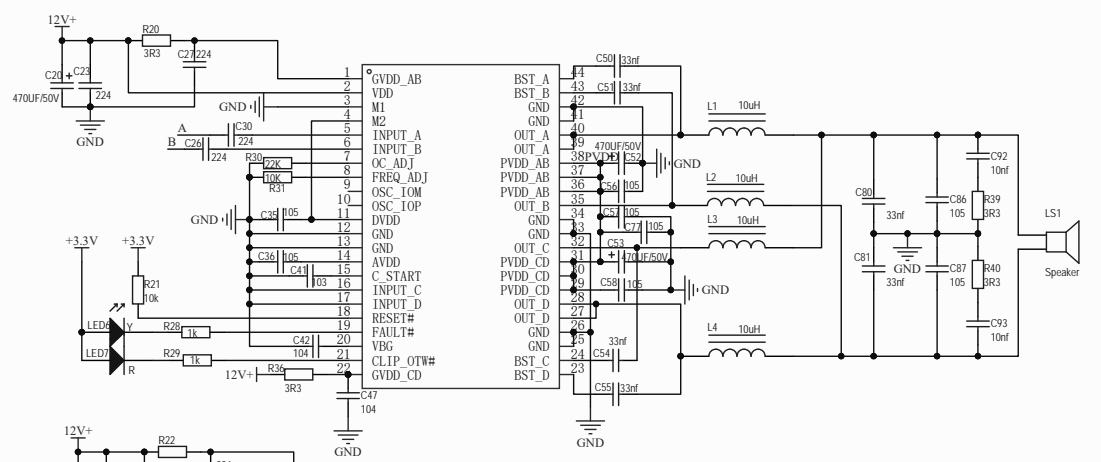 12V+
R20
3R3
C27 224
C20 + C23
470UF/50V 224
GND
A
C30
224
B
C26
224
GND
R30
22K
10K
R31
GND
C35 105
C36 105
C41
103
+3.3V +3.3V
R21
10k
LED6 Y
R28 1k
LED7 R
R29 1k
C42
104
12V+
R36
3R3
C47
104
GND
12V+
R22
1 GVDD_AB
2 VDD
3 M1
4 M2
5 INPUT_A
6 INPUT_B
7 OC_ADJ
8 FREQ_ADJ
9 OSC_IOM
10 OSC_IOP
11 DVDD
12 GND
13 GND
14 AVDD
15 C_START
16 INPUT_C
17 INPUT_D
18 RESET#
19 FAULT#
20 VBG
21 CLIP_OTW#
22 GVDD_CD
BST_A 44
BST_B 43
GND 42
GND 41
OUT_A 40
OUT_A 39
PVDD_AB 38
PVDD_AB 37
PVDD_AB 36
OUT_B 35
GND 34
GND 33
OUT_C 32
PVDD_CD 31
PVDD_CD 30
PVDD_CD 29
OUT_D 28
OUT_D 27
GND 26
GND 25
BST_C 24
BST_D 23
C50 33nf
C51 33nf
470UF/50V
PVDD + C52
GND
C56 105
C57 105
C77 105
C53
+ 470UF/50V
C58 105
GND
33nf
C54
C55 33nf
GND
L1 10uH
L2 10uH
L3 10uH
L4 10uH
C80
33nf
C81
33nf
GND
C86
105
C87
105
C92
10nf
R39
3R3
R40
3R3
C93
10nf
LS1
Speaker